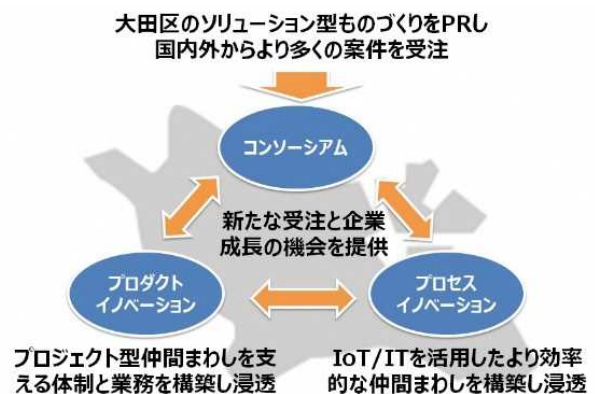 大田区のソリューション型ものづくりをPRし
国内外からより多くの案件を受注
コンソーシアム
新たな受注と企業
成長の機会を提供
プロダクト
イノベーション
プロセス
イノベーション
プロジェクト型仲間まわしを支
える体制と業務を構築し浸透
IoT/ITを活用したより効率
的な仲間まわしを構築し浸透